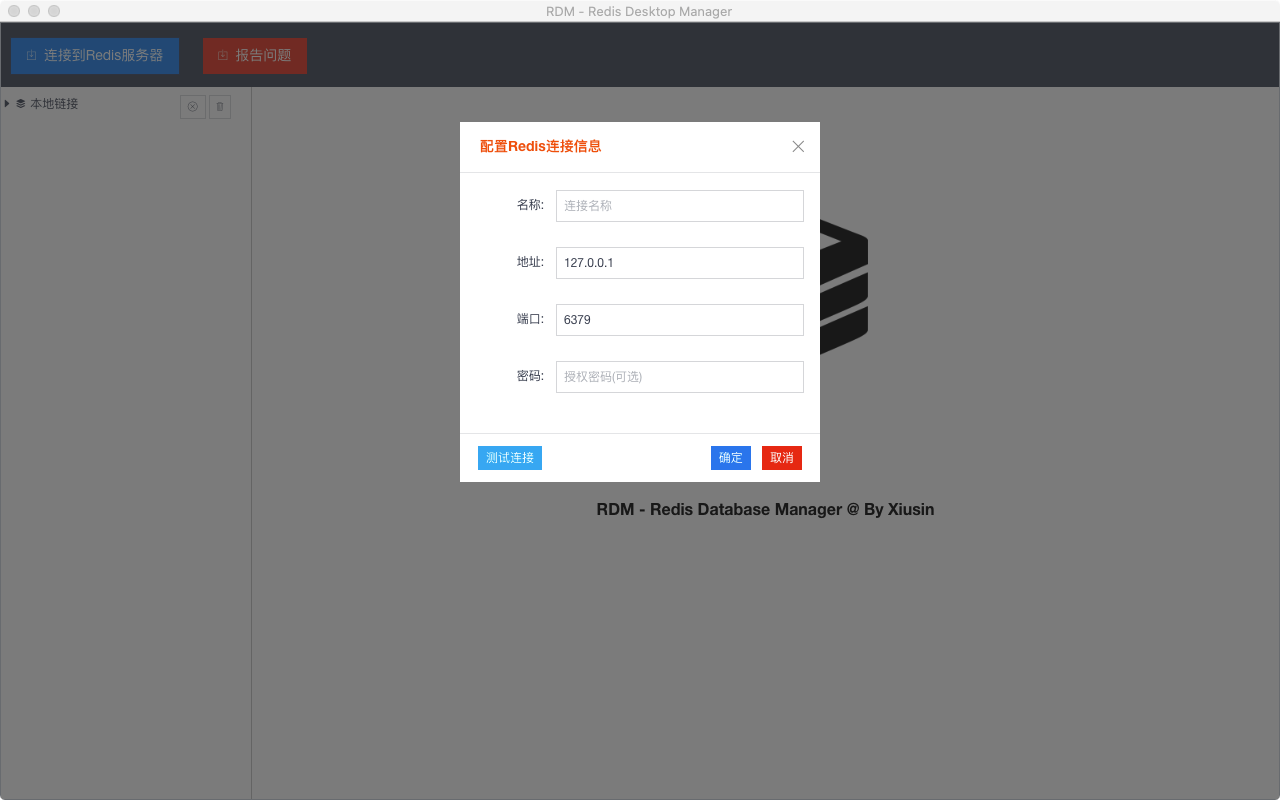 RDM - Redis Desktop Manager
连接到Redis服务器
报告问题
本地链接
配置Redis连接信息
名称: 连接名称
地址: 127.0.0.1
端口: 6379
密码: 授权密码(可选)
测试连接 确定 取消
RDM - Redis Database Manager @ By Xiusin